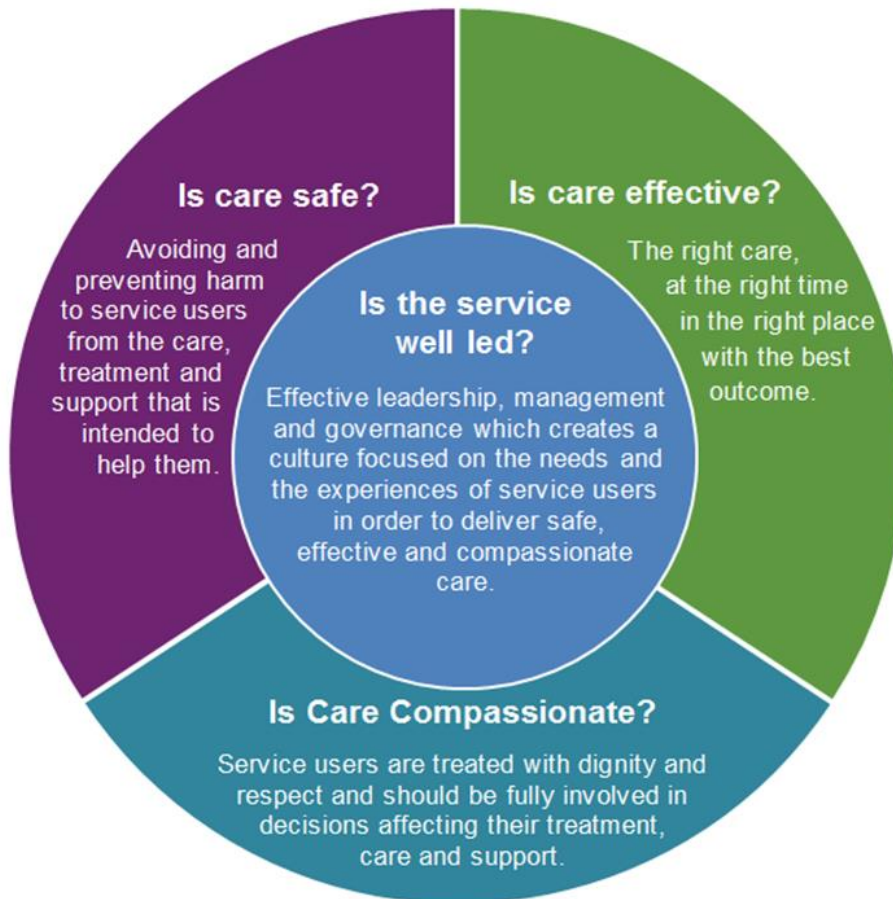 Is care safe?
Avoiding and
preventing harm
to service users
from the care,
treatment and
support that is
intended to
help them.
Is care effective?
The right care,
at the right time
in the right place
with the best
outcome.
Is the service
well led?
Effective leadership, management
and governance which creates a
culture focused on the needs and
the experiences of service users
in order to deliver safe,
effective and compassionate
care.
Is Care Compassionate?
Service users are treated with dignity and
respect and should be fully involved in
decisions affecting their treatment,
care and support.